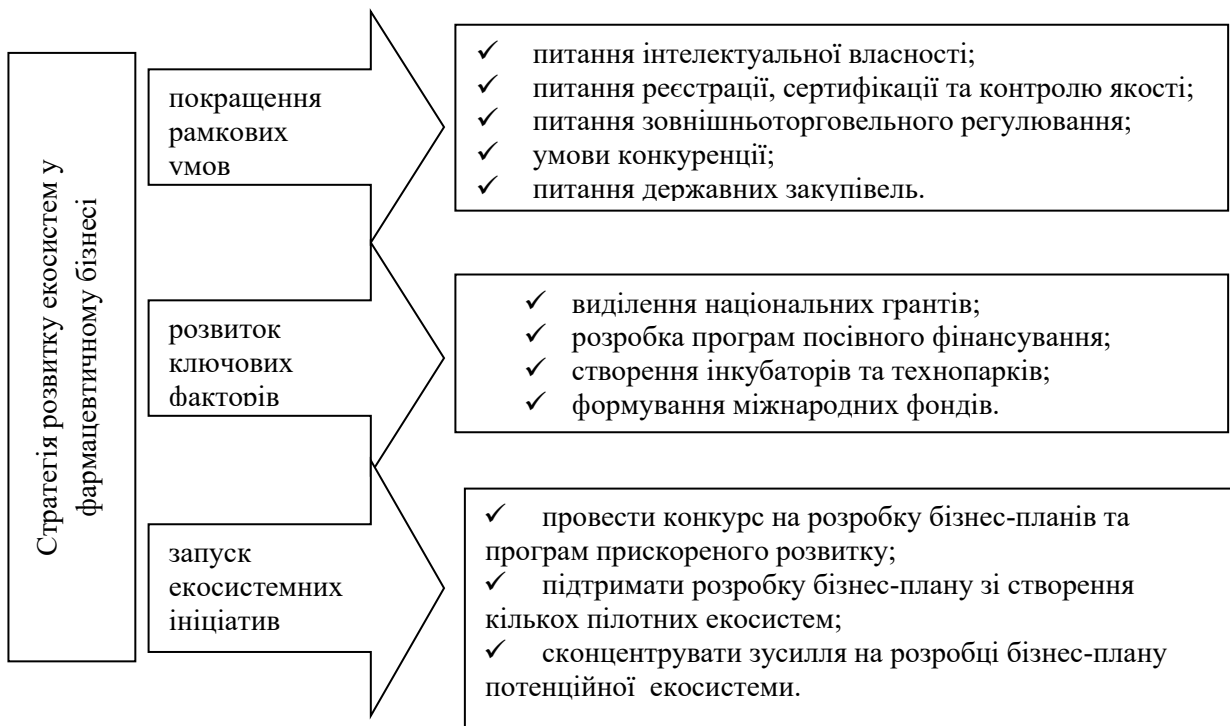 Стратегія розвитку екосистем у
фармацевтичному бізнесі
покращення
рамкових
умов
✓ питання інтелектуальної власності;
✓ питання реєстрації, сертифікації та контролю якості;
✓ питання зовнішньоторговельного регулювання;
✓ умови конкуренції;
✓ питання державних закупівель.
розвиток
ключових
факторів
✓ виділення національних грантів;
✓ розробка програм посівного фінансування;
✓ створення інкубаторів та технопарків;
✓ формування міжнародних фондів.
запуск
екосистемних
ініціатив
✓ провести конкурс на розробку бізнес-планів та
програм прискореного розвитку;
✓ підтримати розробку бізнес-плану зі створення
кількох пілотних екосистем;
✓ сконцентрувати зусилля на розробці бізнес-плану
потенційної екосистеми.